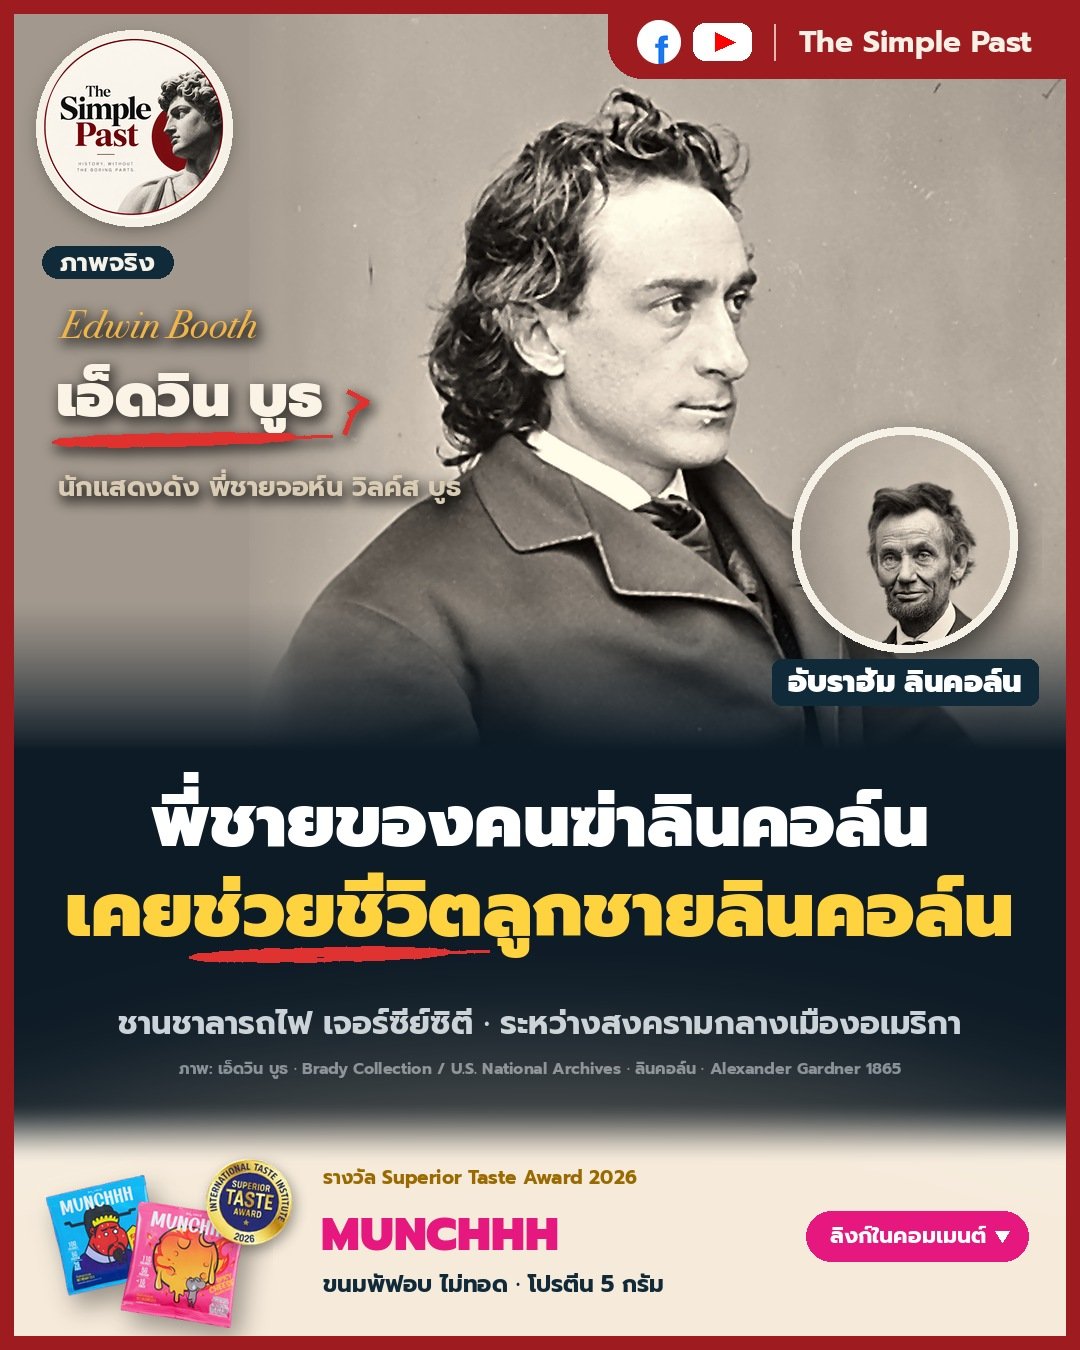 The Simple Past
The
Simple
Past
HISTORY, WITHOUT
THE BORING PARTS
ภาพจริง
Edwin Booth
เอ็ดวิน บูธ
นักแสดงดัง พี่ชายจอห์น วิลค์ส บูธ
อับราฮัม ลินคอล์น
พี่ชายของคนฆ่าลินคอล์น
เคยช่วยชีวิตลูกชายลินคอล์น
ชานชาลารถไฟ เจอร์ซีย์ซิตี · ระหว่างสงครามกลางเมืองอเมริกา
ภาพ: เอ็ดวิน บูธ · Brady Collection / U.S. National Archives · ลินคอล์น · Alexander Gardner 1865
MUNCHHH
MUNCHHH
INTERNATIONAL TASTE INSTITUTE
SUPERIOR
TASTE
AWARD
2026
รางวัล Superior Taste Award 2026
MUNCHHH
ขนมพัฟอบ ไม่ทอด · โปรตีน 5 กรัม
ลิงก์ในคอมเมนต์